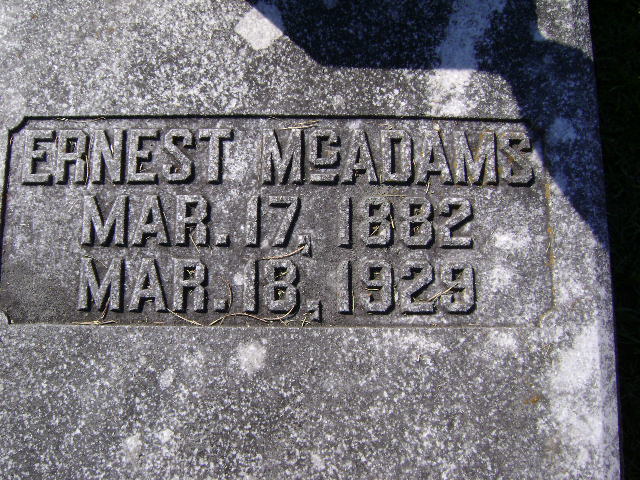 ERNEST McADAMS
MAR. 17, 1882
MAR. 18, 1929